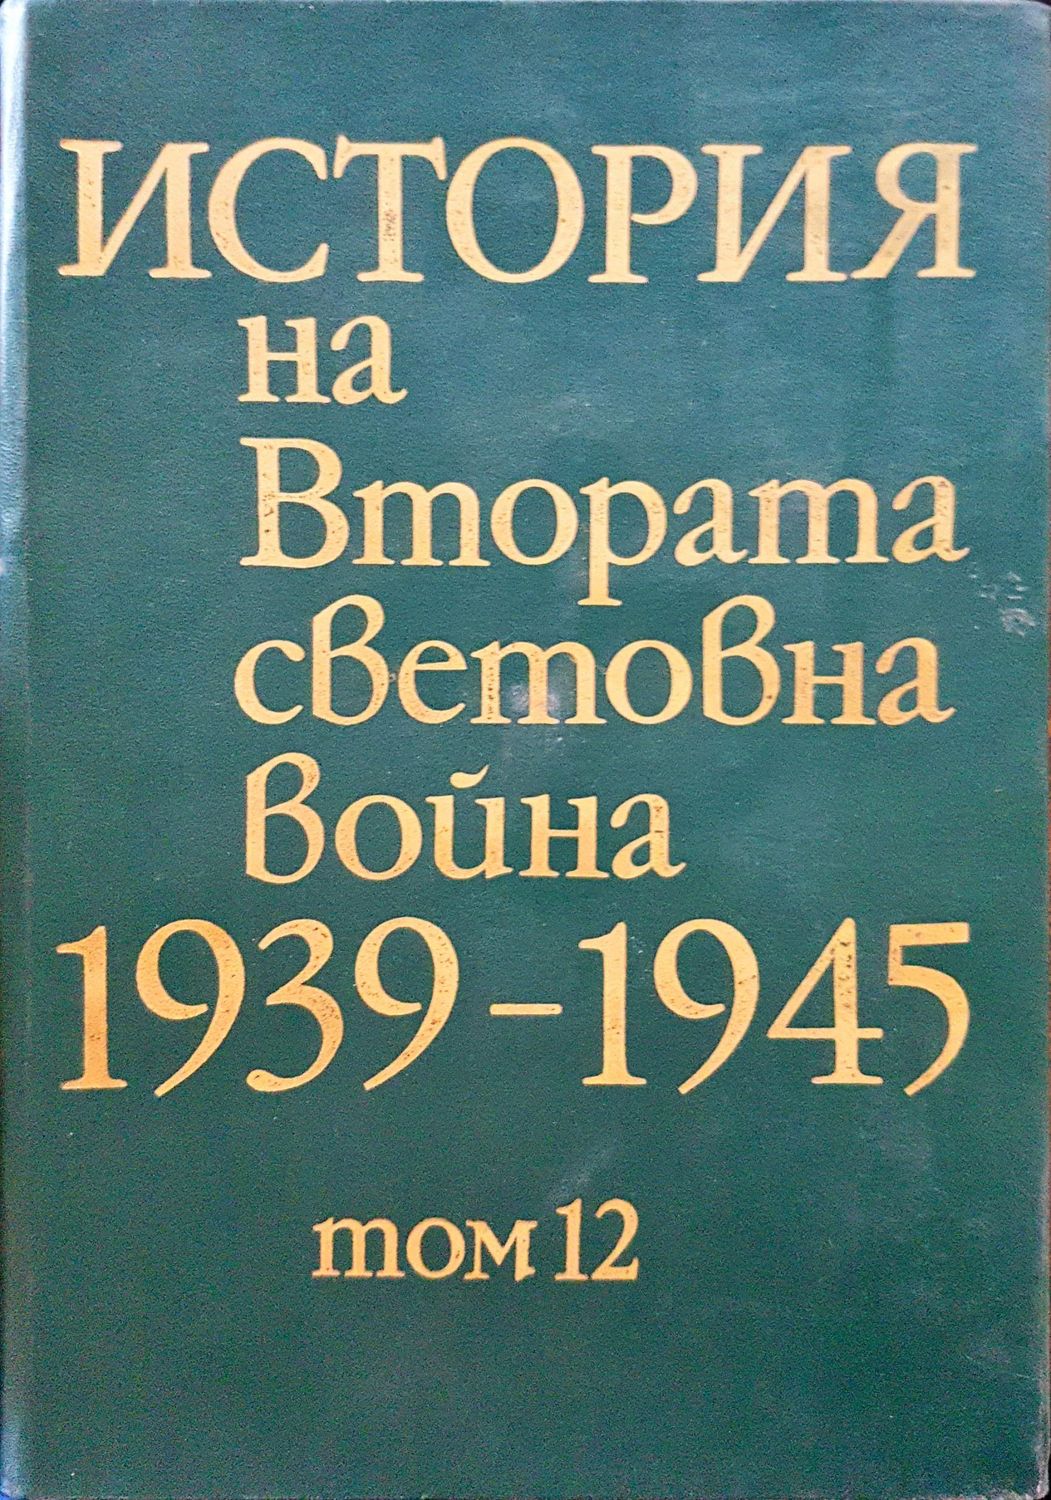 ИСТОРИЯ
на
Втората
световна
война
1939–1945
том 12